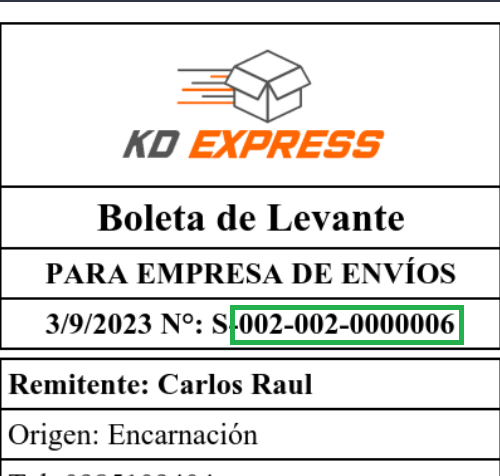 KD EXPRESS
Boleta de Levante
PARA EMPRESA DE ENVÍOS
3/9/2023 N°: S-002-002-0000006
Remitente: Carlos Raul
Origen: Encarnación